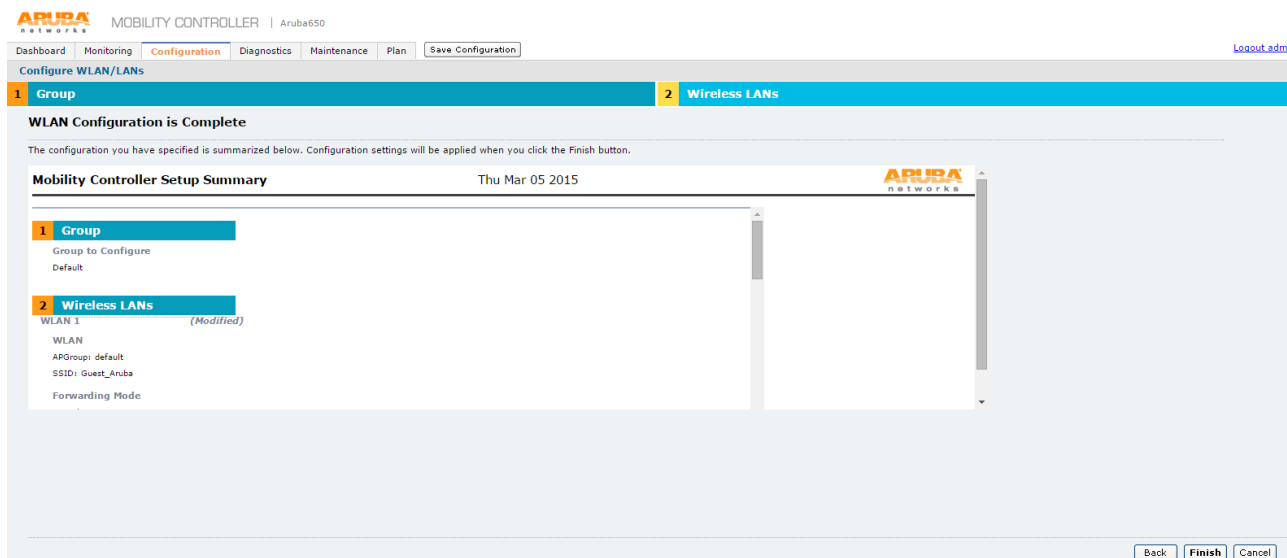 ARUBA networks MOBILITY CONTROLLER | Aruba650
Dashboard Monitoring Configuration Diagnostics Maintenance Plan Save Configuration Logout adm
Configure WLAN/LANs
1 Group 2 Wireless LANs
WLAN Configuration is Complete
The configuration you have specified is summarized below. Configuration settings will be applied when you click the Finish button.
Mobility Controller Setup Summary Thu Mar 05 2015 ARUBA networks
1 Group
Group to Configure
Default
2 Wireless LANs
WLAN 1 (Modified)
WLAN
APGroup: default
SSID: Guest_Aruba
Forwarding Mode
Back Finish Cancel